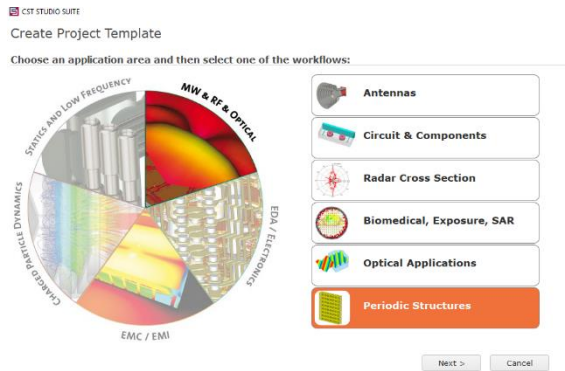 CST STUDIO SUITE
Create Project Template
Choose an application area and then select one of the workflows:
STATICS AND LOW FREQUENCY
MW & RF & OPTICAL
EDA / ELECTRONICS
EMC / EMI
CHARGED PARTICLE DYNAMICS
Antennas
Circuit & Components
Radar Cross Section
Biomedical, Exposure, SAR
Optical Applications
Periodic Structures
Next >
Cancel